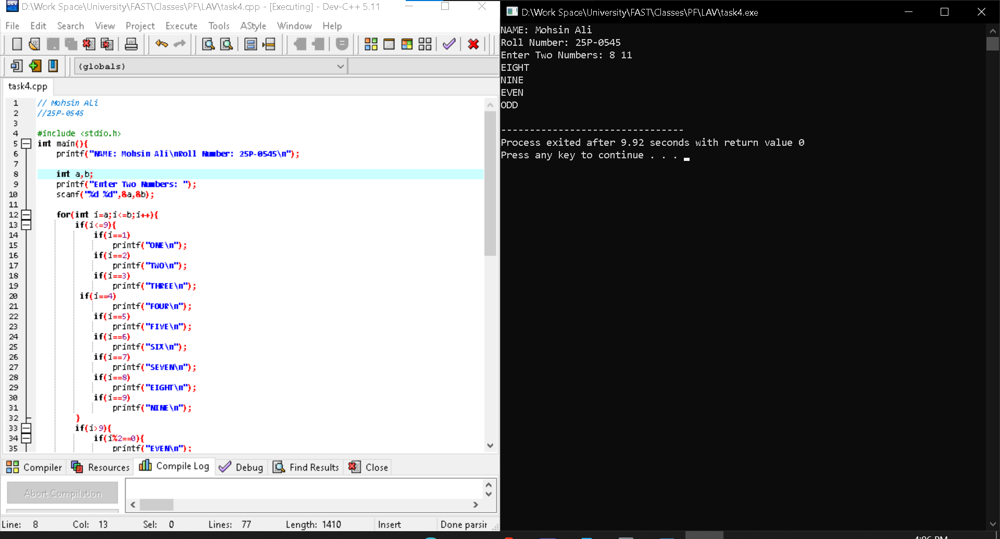 D:\Work Space\University\FAST\Classes\PF\LAV\task4.cpp - [Executing] - Dev-C++ 5.11
File Edit Search View Project Execute Tools AStyle Window Help
(globals)
task4.cpp
1 // Mohsin Ali
2 //25P-0545
3
4 #include <stdio.h>
5 int main(){
6 printf("NAME: Mohsin Ali\nRoll Number: 25P-0545\n");
7
8 int a,b;
9 printf("Enter Two Numbers: ");
10 scanf("%d %d",&a,&b);
11
12 for(int i=a;i<=b;i++){
13 if(i<=9){
14 if(i==1)
15 printf("ONE\n");
16 if(i==2)
17 printf("TWO\n");
18 if(i==3)
19 printf("THREE\n");
20 if(i==4)
21 printf("FOUR\n");
22 if(i==5)
23 printf("FIVE\n");
24 if(i==6)
25 printf("SIX\n");
26 if(i==7)
27 printf("SEVEN\n");
28 if(i==8)
29 printf("EIGHT\n");
30 if(i==9)
31 printf("NINE\n");
32 }
33 if(i>9){
34 if(i%2==0){
35 printf("EVEN\n");
Compiler Resources Compile Log Debug Find Results Close
Abort Compilation
Line: 8 Col: 13 Sel: 0 Lines: 77 Length: 1410 Insert Done parsin
D:\Work Space\University\FAST\Classes\PF\LAV\task4.exe
NAME: Mohsin Ali
Roll Number: 25P-0545
Enter Two Numbers: 8 11
EIGHT
NINE
EVEN
ODD
--------------------------------
Process exited after 9.92 seconds with return value 0
Press any key to continue . . .
4:06 PM